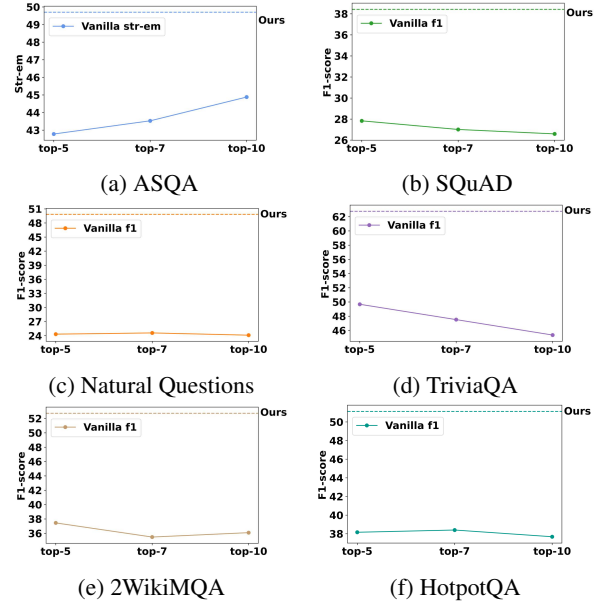 50
49
47
46
45
44
43
Str-em
Vanilla str-em
Ours
top-5 top-7 top-10
(a) ASQA
38
36
34
32
30
28
26
F1-score
Vanilla f1
Ours
top-5 top-7 top-10
(b) SQuAD
51
48
45
42
39
36
33
30
27
24
F1-score
Vanilla f1
Ours
top-5 top-7 top-10
(c) Natural Questions
62
60
58
56
54
52
50
48
46
F1-score
Vanilla f1
Ours
top-5 top-7 top-10
(d) TriviaQA
52
50
48
46
44
42
40
38
36
F1-score
Vanilla f1
Ours
top-5 top-7 top-10
(e) 2WikiMQA
50
48
46
44
42
40
38
F1-score
Vanilla f1
Ours
top-5 top-7 top-10
(f) HotpotQA